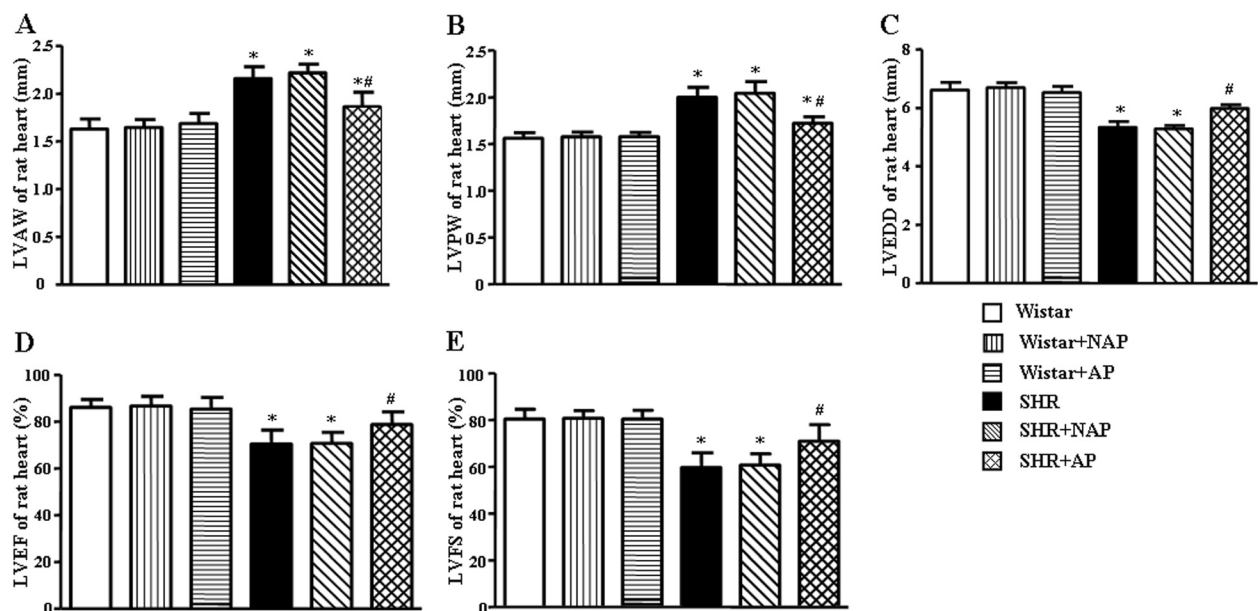 A
LVAW of rat heart (mm)
2.5
2.0
1.5
1.0
0.5
0
*
*
*#
B
LVPW of rat heart (mm)
2.5
2.0
1.5
1.0
0.5
0
*
*
*#
C
LVEDD of rat heart (mm)
8
6
4
2
0
*
*
#
D
LVEF of rat heart (%)
100
80
60
40
20
0
*
*
#
E
LVFS of rat heart (%)
100
80
60
40
20
0
*
*
#
Wistar
Wistar+NAP
Wistar+AP
SHR
SHR+NAP
SHR+AP